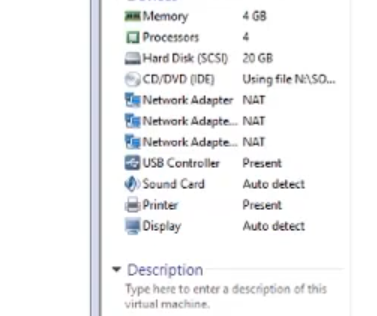 Memory 4 GB
Processors 4
Hard Disk (SCSI) 20 GB
CD/DVD (IDE) Using file N:\SO...
Network Adapter NAT
Network Adapte... NAT
Network Adapte... NAT
USB Controller Present
Sound Card Auto detect
Printer Present
Display Auto detect
Description
Type here to enter a description of this
virtual machine.